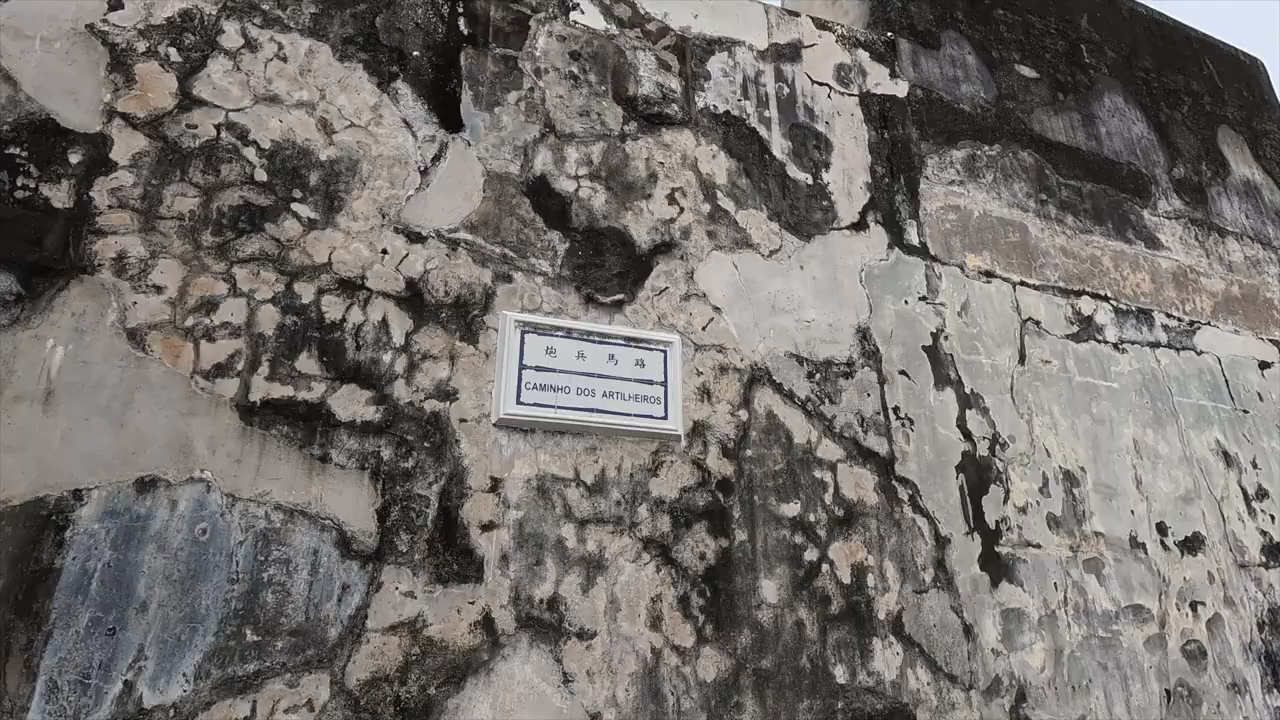 炮兵馬路
CAMINHO DOS ARTILHEIROS